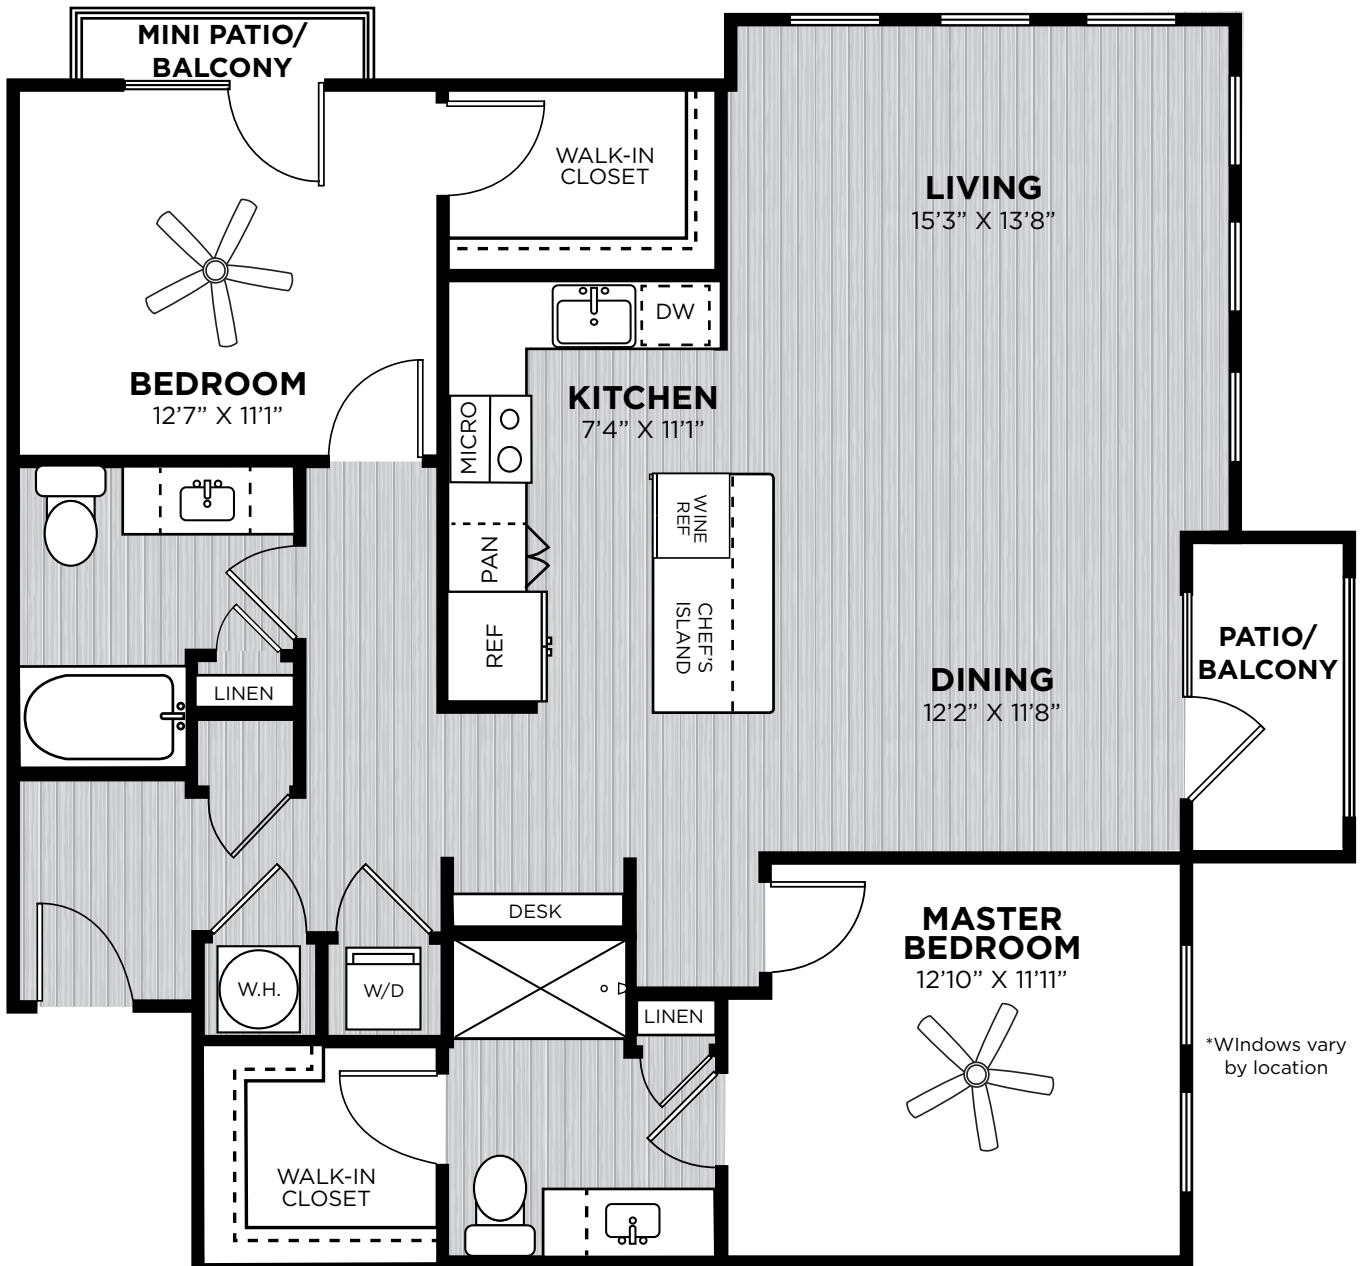 MINI PATIO/
BALCONY
WALK-IN
CLOSET
LIVING
15’3” X 13’8”
DW
BEDROOM
12’7” X 11’1”
KITCHEN
7’4” X 11’1”
MICRO
WINE
REF
PAN
CHEF’S
ISLAND
REF
PATIO/
BALCONY
LINEN
DINING
12’2” X 11’8”
DESK
MASTER
BEDROOM
12’10” X 11’11”
W.H.
W/D
LINEN
*WIndows vary
by location
WALK-IN
CLOSET